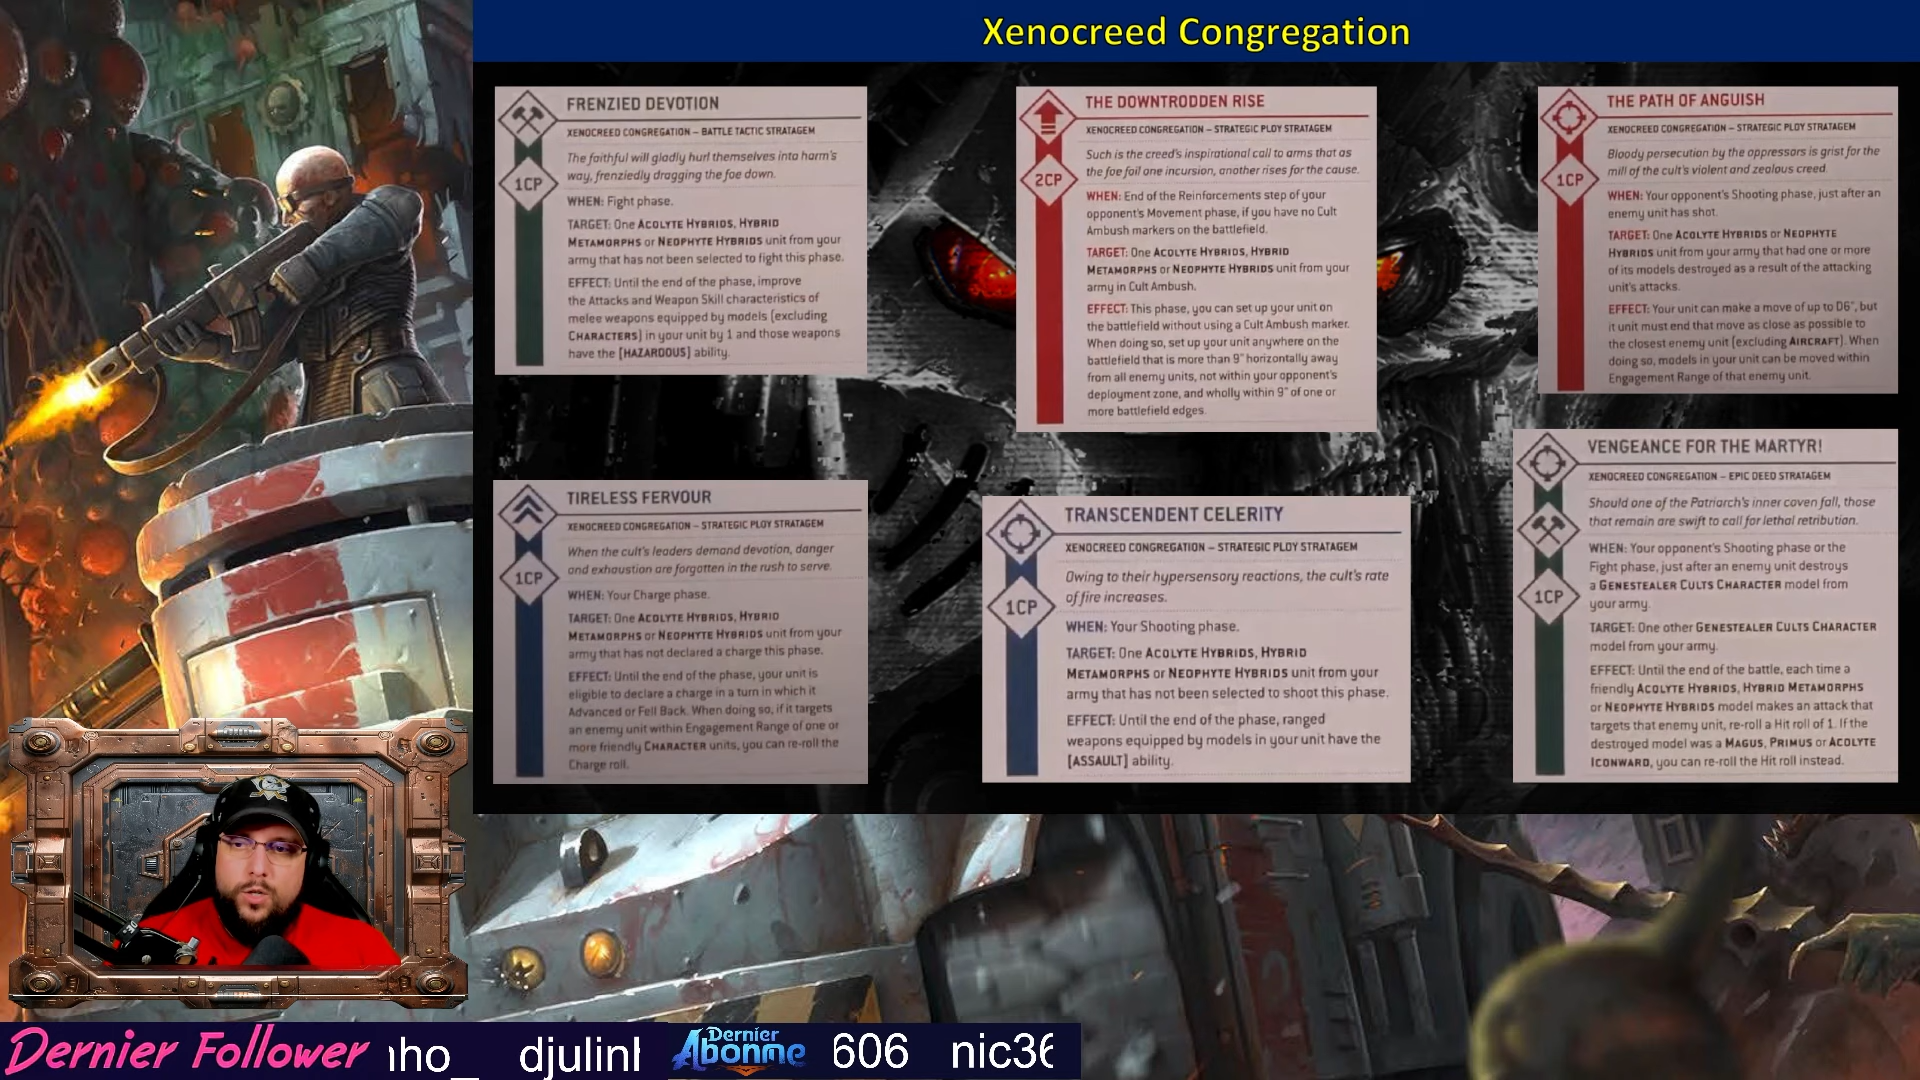 Xenocreed Congregation
FRENZIED DEVOTION
XENOCREED CONGREGATION – BATTLE TACTIC STRATAGEM
The faithful will gladly hurl themselves into harm's
way, frenziedly dragging the foe down.
1CP
WHEN: Fight phase.
TARGET: One ACOLYTE HYBRIDS, HYBRID
METAMORPHS or NEOPHYTE HYBRIDS unit from your
army that has not been selected to fight this phase.
EFFECT: Until the end of the phase, improve
the Attacks and Weapon Skill characteristics of
melee weapons equipped by models (excluding
CHARACTERS) in your unit by 1 and those weapons
have the [HAZARDOUS] ability.
THE DOWNTRODDEN RISE
XENOCREED CONGREGATION – STRATEGIC PLOY STRATAGEM
Such is the creed's inspirational call to arms that as
the foe foil one incursion, another rises for the cause.
2CP
WHEN: End of the Reinforcements step of your
opponent's Movement phase, if you have no Cult
Ambush markers on the battlefield.
TARGET: One ACOLYTE HYBRIDS, HYBRID
METAMORPHS or NEOPHYTE HYBRIDS unit from your
army in Cult Ambush.
EFFECT: This phase, you can set up your unit on
the battlefield without using a Cult Ambush marker.
When doing so, set up your unit anywhere on the
battlefield that is more than 9" horizontally away
from all enemy units, not within your opponent's
deployment zone, and wholly within 9" of one or
more battlefield edges.
THE PATH OF ANGUISH
XENOCREED CONGREGATION – STRATEGIC PLOY STRATAGEM
Bloody persecution by the oppressors is grist for the
mill of the cult's violent and zealous creed.
1CP
WHEN: Your opponent's Shooting phase, just after an
enemy unit has shot.
TARGET: One ACOLYTE HYBRIDS or NEOPHYTE
HYBRIDS unit from your army that had one or more
of its models destroyed as a result of the attacking
unit's attacks.
EFFECT: Your unit can make a move of up to D6", but
it unit must end that move as close as possible to
the closest enemy unit (excluding AIRCRAFT). When
doing so, models in your unit can be moved within
Engagement Range of that enemy unit.
TIRELESS FERVOUR
XENOCREED CONGREGATION – STRATEGIC PLOY STRATAGEM
When the cult's leaders demand devotion, danger
and exhaustion are forgotten in the rush to serve.
1CP
WHEN: Your Charge phase.
TARGET: One ACOLYTE HYBRIDS, HYBRID
METAMORPHS or NEOPHYTE HYBRIDS unit from your
army that has not declared a charge this phase.
EFFECT: Until the end of the phase, your unit is
eligible to declare a charge in a turn in which it
Advanced or Fell Back. When doing so, if it targets
an enemy unit within Engagement Range of one or
more friendly CHARACTER units, you can re-roll the
Charge roll.
TRANSCENDENT CELERITY
XENOCREED CONGREGATION – STRATEGIC PLOY STRATAGEM
Owing to their hypersensory reactions, the cult's rate
of fire increases.
1CP
WHEN: Your Shooting phase.
TARGET: One ACOLYTE HYBRIDS, HYBRID
METAMORPHS or NEOPHYTE HYBRIDS unit from your
army that has not been selected to shoot this phase.
EFFECT: Until the end of the phase, ranged
weapons equipped by models in your unit have the
[ASSAULT] ability.
VENGEANCE FOR THE MARTYR!
XENOCREED CONGREGATION – EPIC DEED STRATAGEM
Should one of the Patriarch's inner coven fall, those
that remain are swift to call for lethal retribution.
1CP
WHEN: Your opponent's Shooting phase or the
Fight phase, just after an enemy unit destroys
a GENESTEALER CULTS CHARACTER model from
your army.
TARGET: One other GENESTEALER CULTS CHARACTER
model from your army.
EFFECT: Until the end of the battle, each time a
friendly ACOLYTE HYBRIDS, HYBRID METAMORPHS
or NEOPHYTE HYBRIDS model makes an attack that
targets that enemy unit, re-roll a Hit roll of 1. If the
destroyed model was a MAGUS, PRIMUS or ACOLYTE
ICONWARD, you can re-roll the Hit roll instead.
Dernier Follower
ho_ djulin
Dernier
Abonne
606 nic36